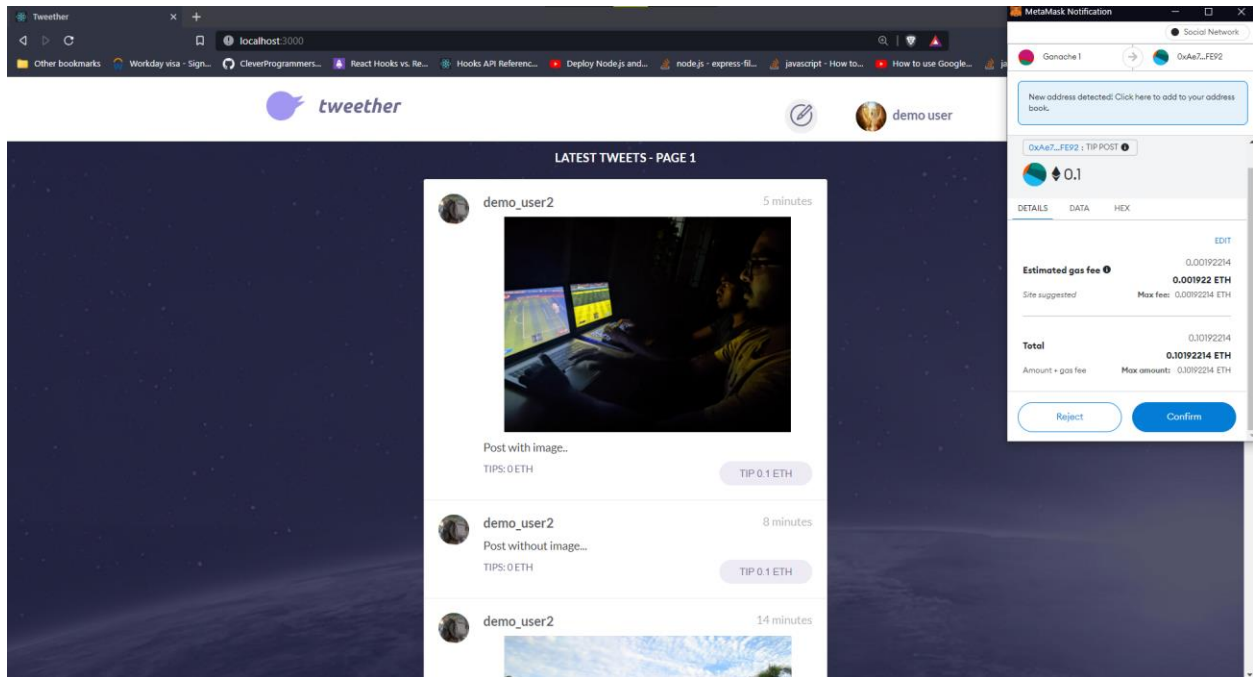 Tweether
localhost:3000
Other bookmarks
Workday visa - Sign...
CleverProgrammers...
React Hooks vs. Re...
Hooks API Referenc...
Deploy Node.js and...
node.js - express-fil...
javascript - How to...
How to use Google...
ja
tweether
demo user
LATEST TWEETS - PAGE 1
demo_user2
5 minutes
Post with image..
TIPS: 0 ETH
TIP 0.1 ETH
demo_user2
8 minutes
Post without image...
TIPS: 0 ETH
TIP 0.1 ETH
demo_user2
14 minutes
MetaMask Notification
Social Network
Ganache 1
0xAe7...FE92
New address detected! Click here to add to your address
book.
0xAe7...FE92 : TIP POST
0.1
DETAILS DATA HEX
EDIT
Estimated gas fee
0.00192214
0.001922 ETH
Site suggested
Max fee: 0.00192214 ETH
Total
0.10192214
0.10192214 ETH
Amount + gas fee
Max amount: 0.10192214 ETH
Reject
Confirm